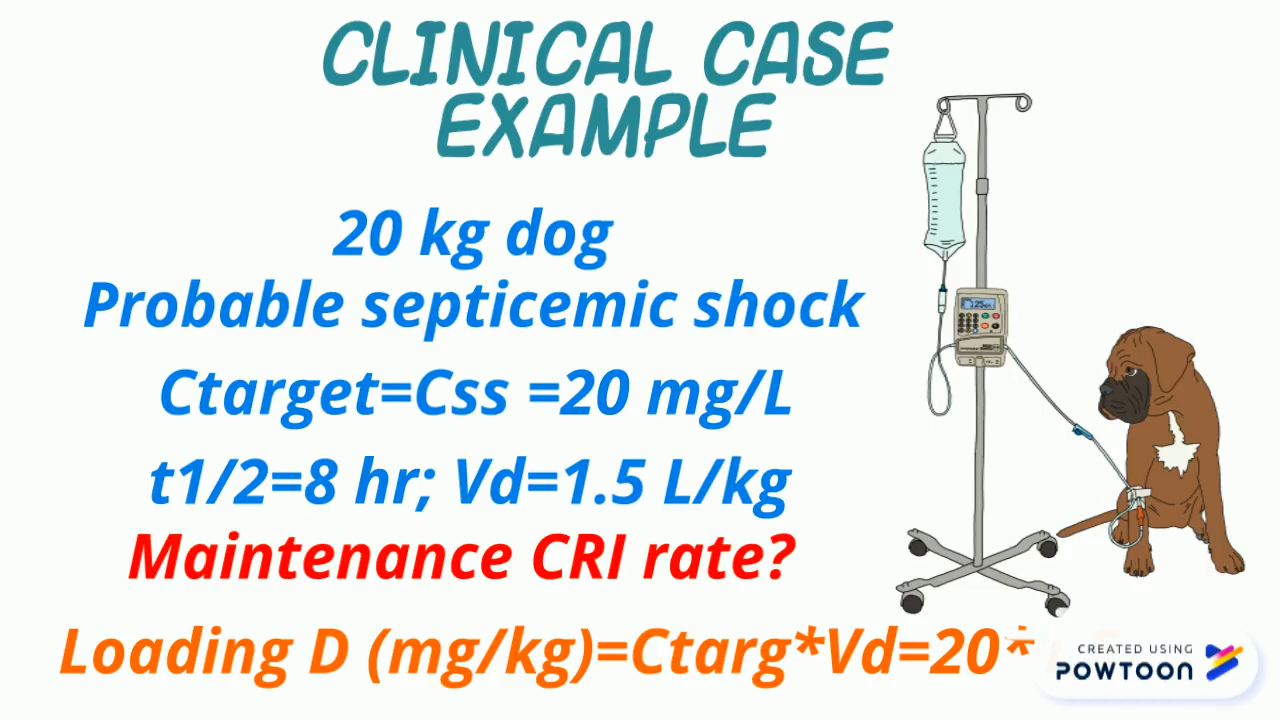 CLINICAL CASE
EXAMPLE
20 kg dog
Probable septicemic shock
Ctarget=Css =20 mg/L
t1/2=8 hr; Vd=1.5 L/kg
Maintenance CRI rate?
Loading D (mg/kg)=Ctarg*Vd=20*
CREATED USING
POWTOON